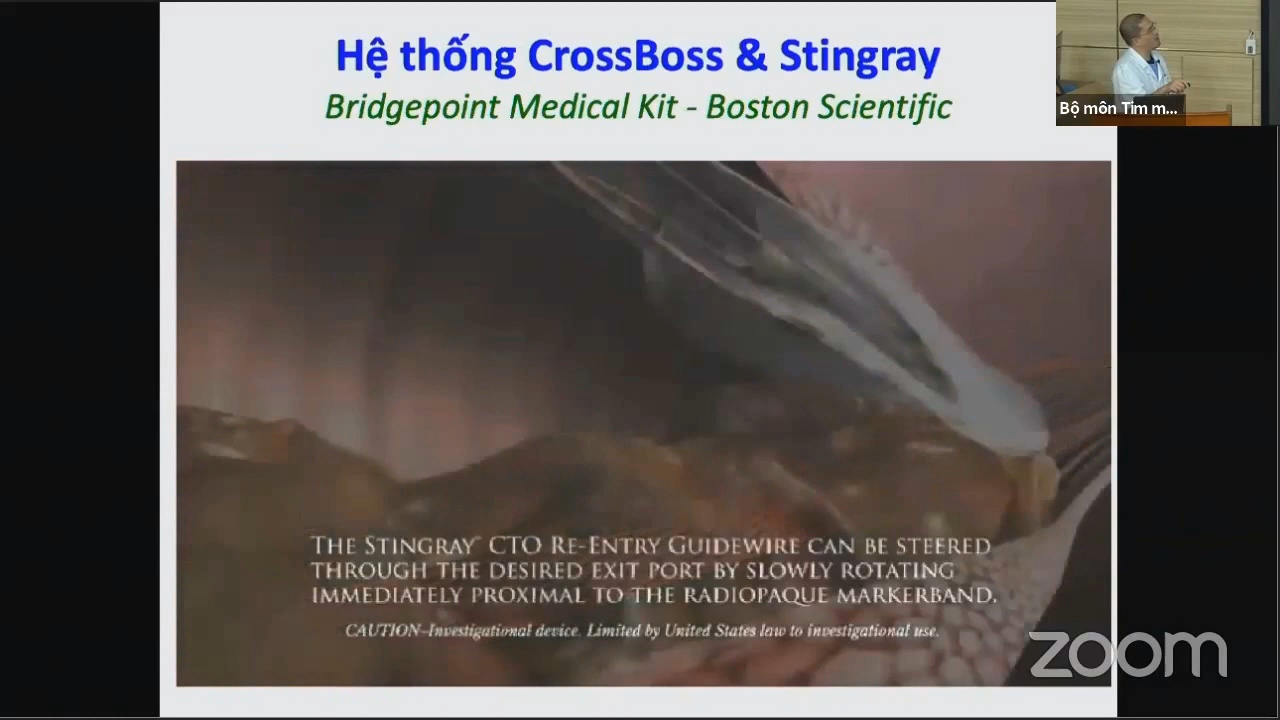 Hệ thống CrossBoss & Stingray
Bridgepoint Medical Kit - Boston Scientific
Bộ môn Tim m...
THE STINGRAY™ CTO RE-ENTRY GUIDEWIRE CAN BE STEERED
THROUGH THE DESIRED EXIT PORT BY SLOWLY ROTATING
IMMEDIATELY PROXIMAL TO THE RADIOPAQUE MARKERBAND.
CAUTION–Investigational device. Limited by United States law to investigational use.
zoom